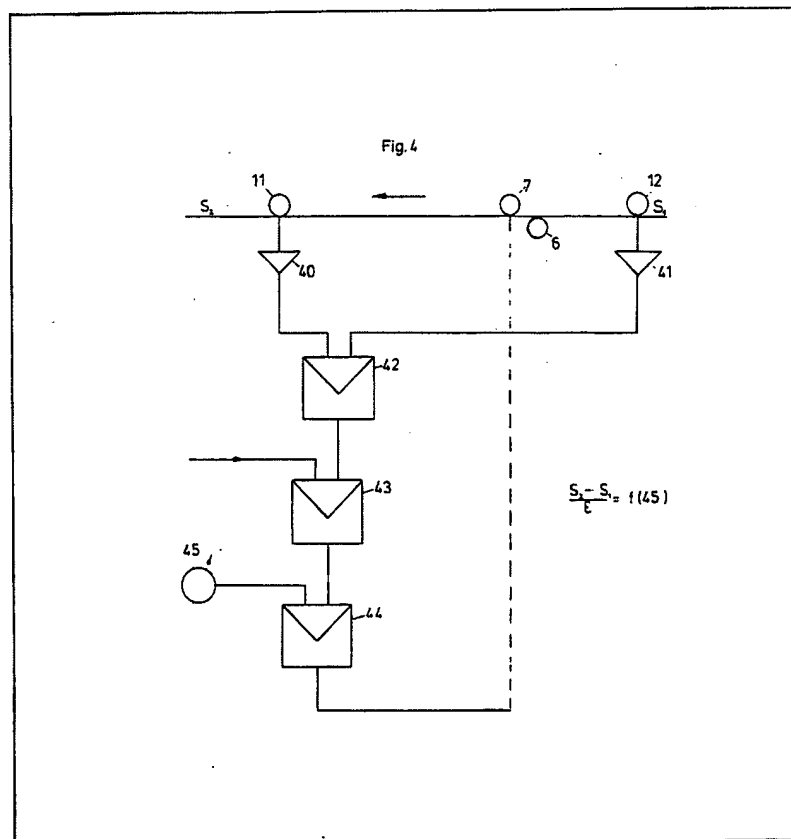 Fig. 4
11
7
12
S₂
S₁
6
40
41
42
43
S₂ - S₁ / ε = f(45)
45
44